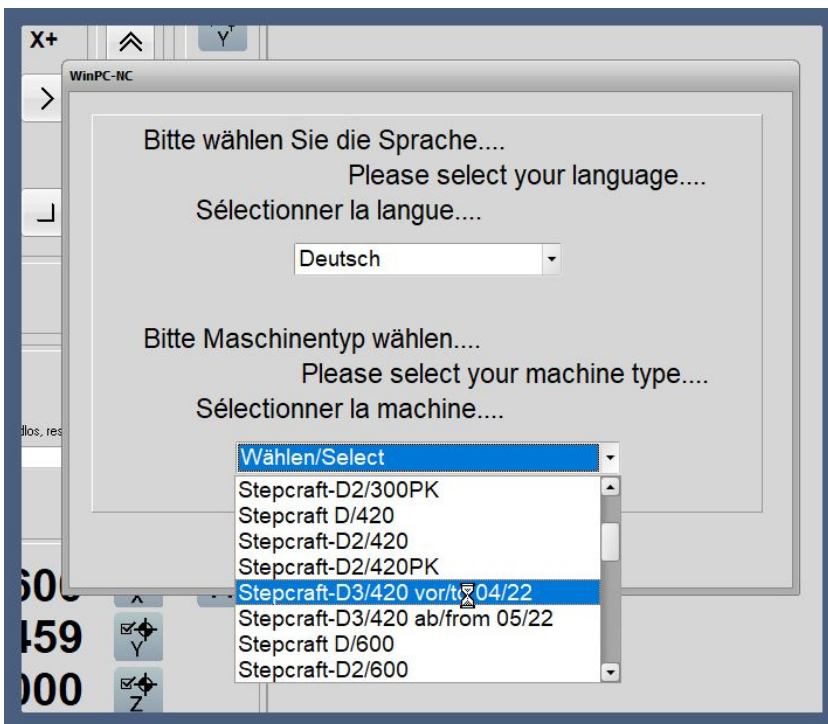 X+
Y+
WinPC-NC
Bitte wählen Sie die Sprache....
Please select your language....
Sélectionner la langue....
Deutsch
Bitte Maschinentyp wählen....
Please select your machine type....
Sélectionner la machine....
Wählen/Select
Stepcraft-D2/300PK
Stepcraft D/420
Stepcraft-D2/420
Stepcraft-D2/420PK
Stepcraft-D3/420 vor/to 04/22
Stepcraft-D3/420 ab/from 05/22
Stepcraft D/600
Stepcraft-D2/600
X
459
Y
000
Z